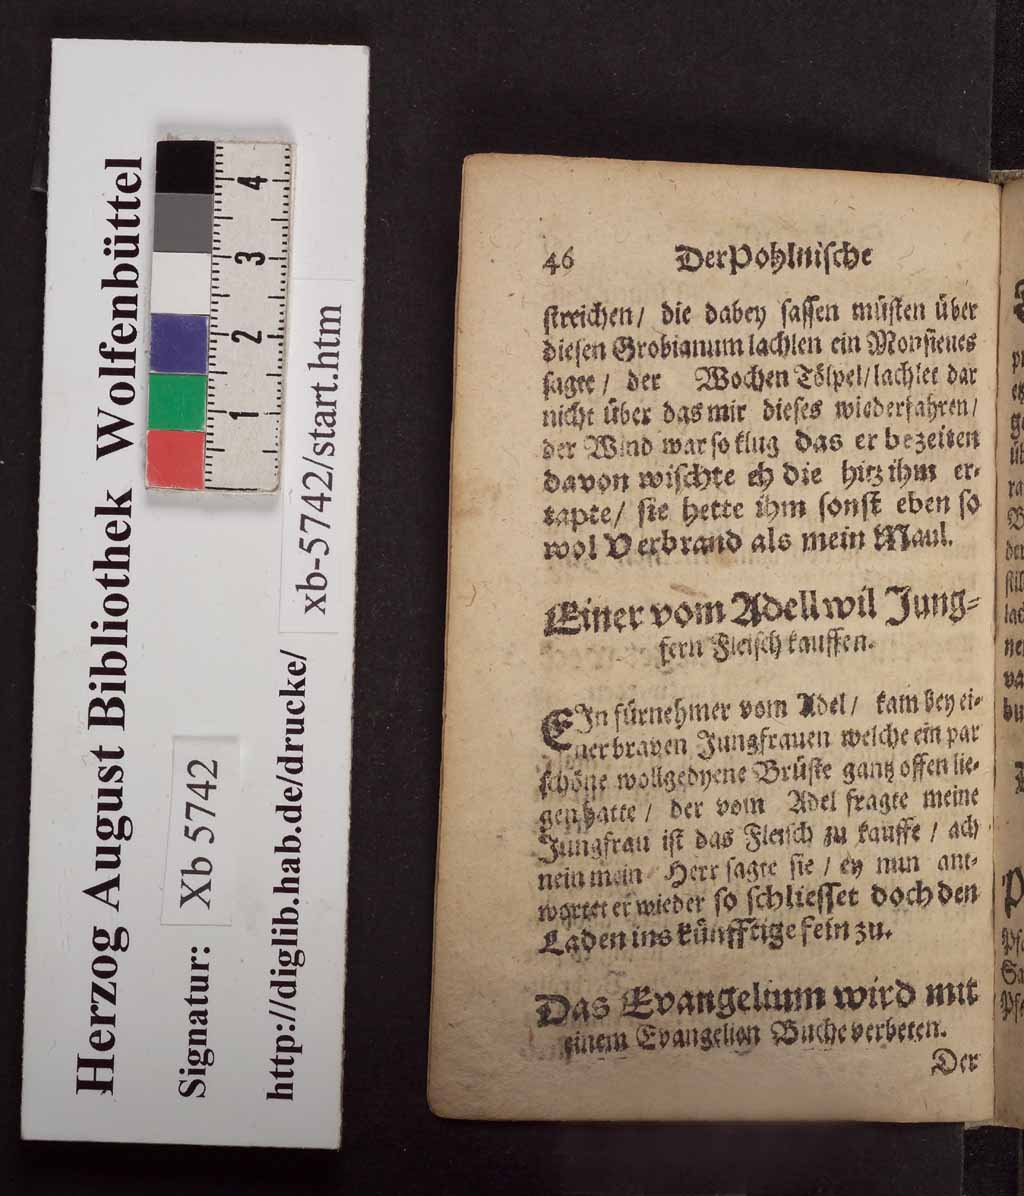 Herzog August Bibliothek Wolfenbüttel
Signatur: Xb 5742
http://diglib.hab.de/drucke/ xb-5742/start.htm
4
3
2
1
46 Der Pohlnische
streichen / die dabey sassen müsten über
diesen Grobianum lachlen ein Monsieues
sagte / der Wochen Tölpel / lachlet dar
nicht über das mir dieses wiederfahren /
der Wind war so klug das er bezeiten
davon wischte eh die hitz ihm er-
tapte / sie hette ihm sonst eben so
wol Verbrand als mein Maul.
Einer vom Adell wil Jung-
fern Fleisch kauffen.
EIn fürnehmer vom Adel / kam bey ei-
ner braven Jungfrauen welche ein par
schöne wollgedyene Brüste gantz offen lie-
gen hatte / der vom Adel fragte meine
Jungfrau ist das Fleisch zu kauffe / ach
nein mein Herr sagte sie / ey nun ant-
wortet er wieder so schliesset doch den
Laden ins künfftige fein zu.
Das Evangelium wird mit
einem Evangelion Buche verbeten.
Der